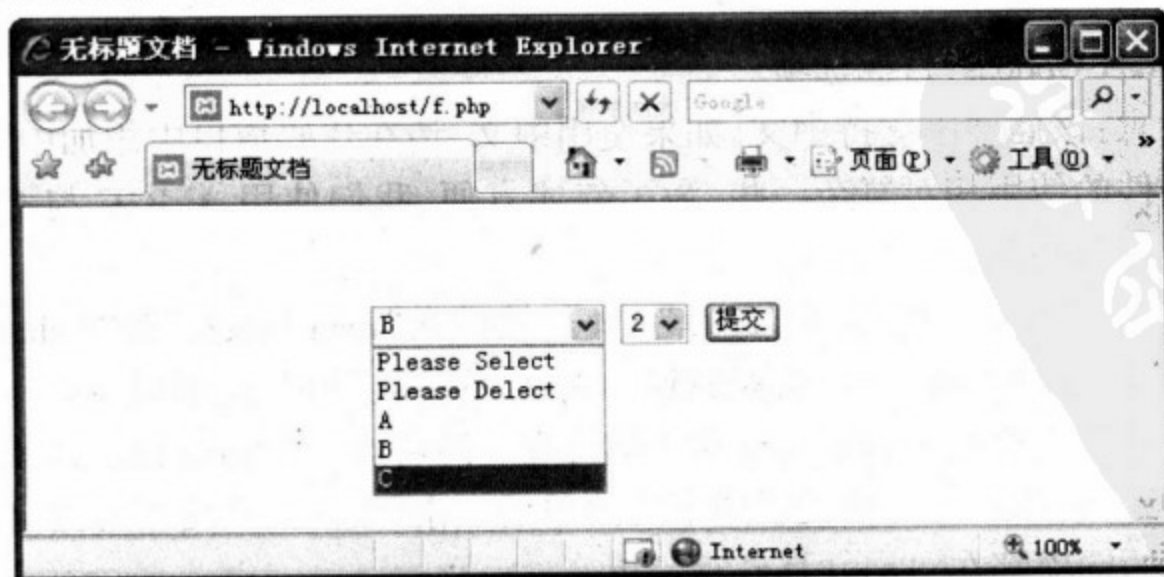 无标题文档 - Windows Internet Explorer
http://localhost/f.php
Google
无标题文档
页面(P)
工具(O)
»
B
2
提交
Please Select
Please Delect
A
B
C
Internet
100%